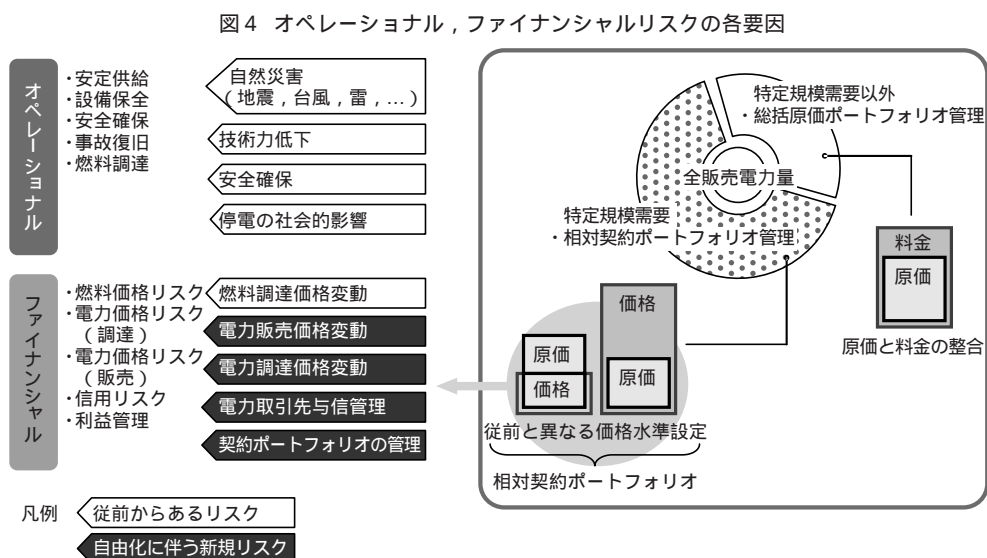 図４ オペレーショナル，ファイナンシャルリスクの各要因
オペレーショナル
・安定供給
・設備保全
・安全確保
・事故復旧
・燃料調達
自然災害
（地震，台風，雷，…）
技術力低下
安全確保
停電の社会的影響
ファイナンシャル
・燃料価格リスク
・電力価格リスク
（調達）
・電力価格リスク
（販売）
・信用リスク
・利益管理
燃料調達価格変動
電力販売価格変動
電力調達価格変動
電力取引先与信管理
契約ポートフォリオの管理
凡例
従前からあるリスク
自由化に伴う新規リスク
特定規模需要以外
・総括原価ポートフォリオ管理
全販売電力量
特定規模需要
・相対契約ポートフォリオ管理
料金
原価
原価と料金の整合
価格
原価
原価
価格
従前と異なる価格水準設定
相対契約ポートフォリオ